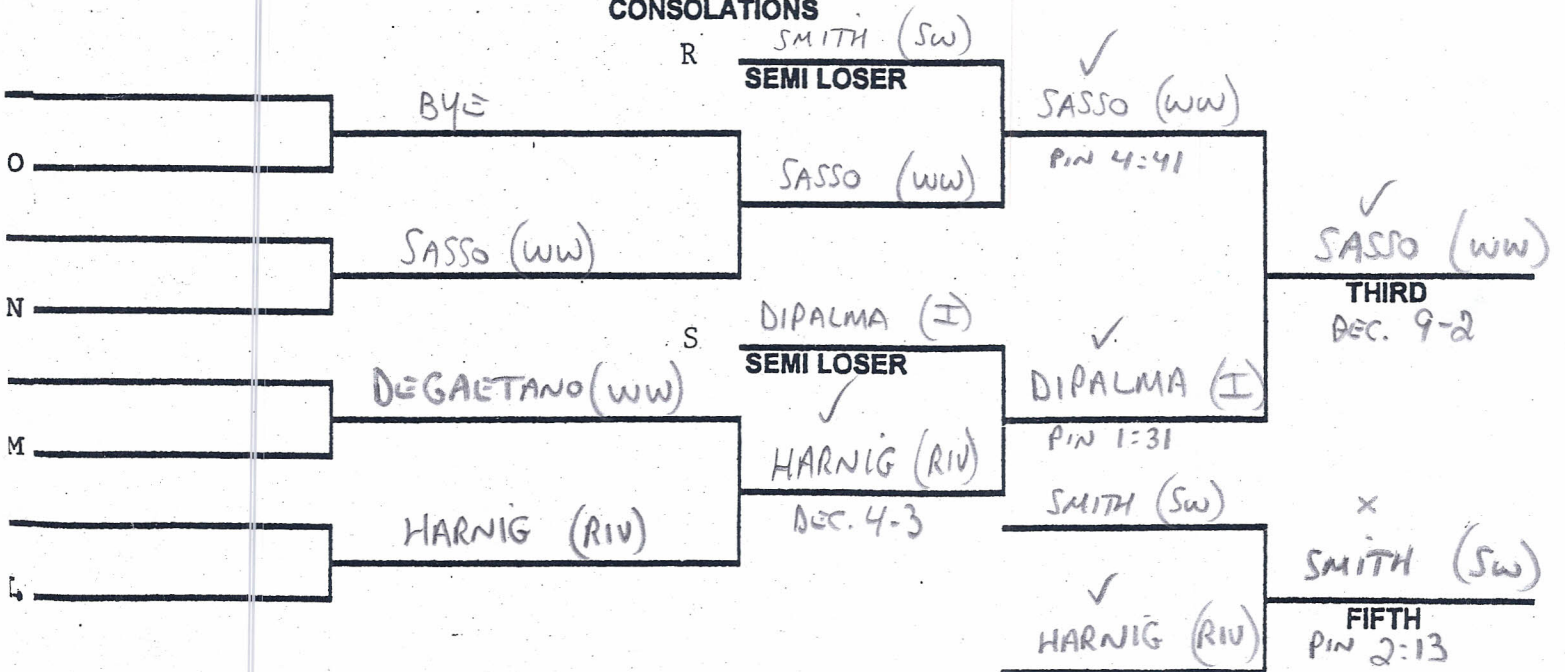 CONSOLATIONS
R
SMITH (SW)
SEMI LOSER
✓
SASSO (WW)
PIN 4:41
BYE
O
SASSO (WW)
✓
SASSO (WW)
THIRD
DEC. 9-2
SASSO (WW)
N
S
DIPALMA (I)
SEMI LOSER
✓
DIPALMA (I)
PIN 1:31
DEGAETANO (WW)
M
✓
HARNIG (RIV)
DEC. 4-3
HARNIG (RIV)
L
SMITH (SW)
x
SMITH (SW)
FIFTH
PIN 2:13
✓
HARNIG (RIV)